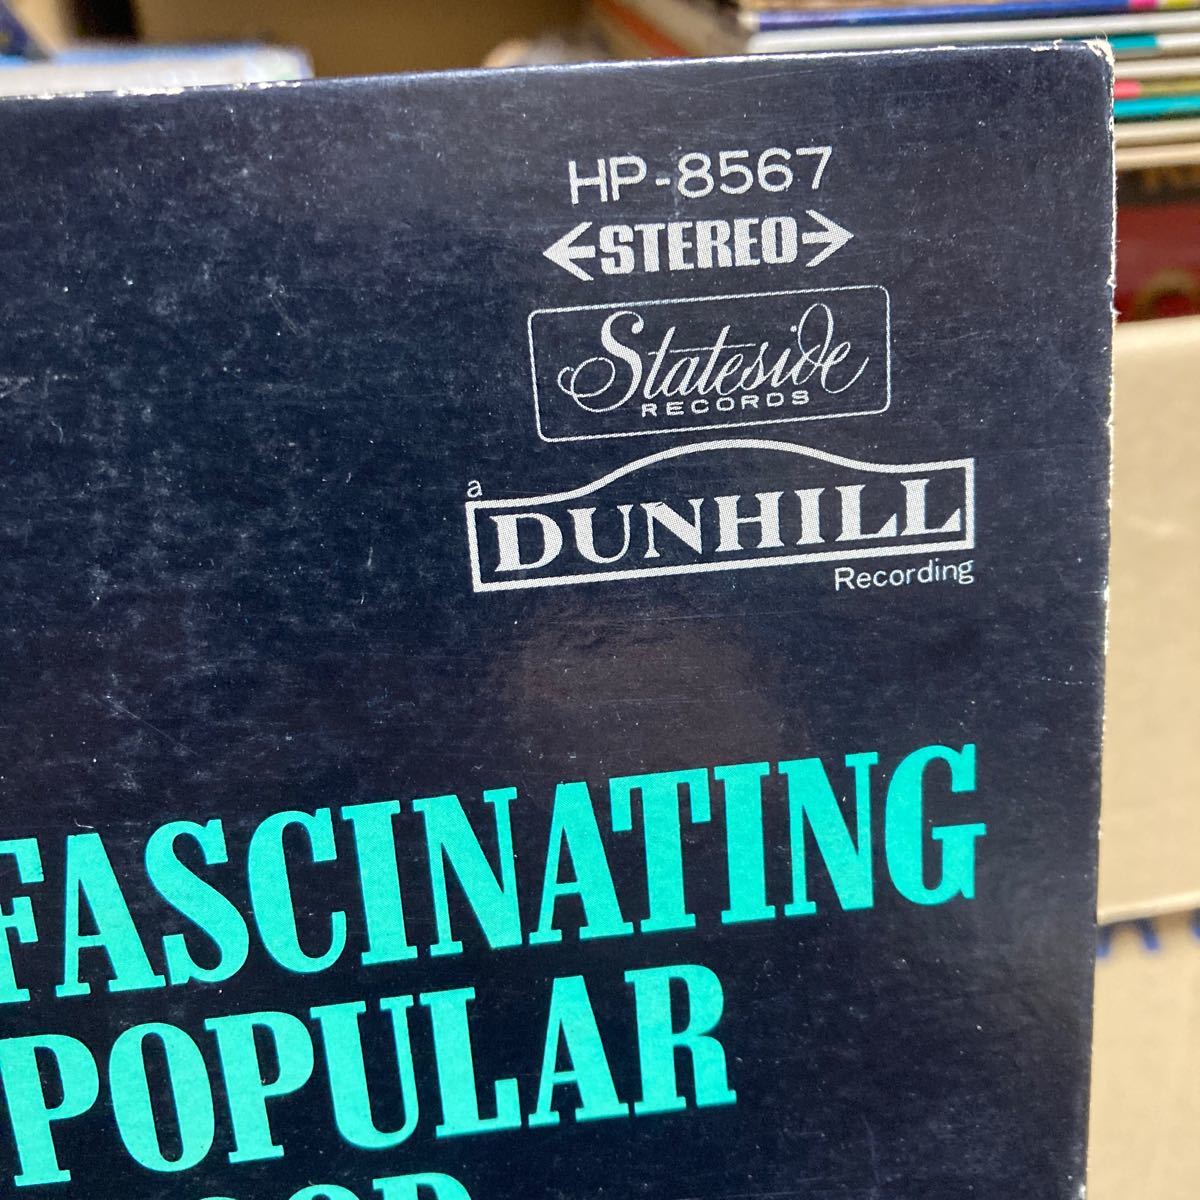 HP-8567
STEREO
Stateside
RECORDS
a
DUNHILL
Recording
FASCINATING
POPULAR